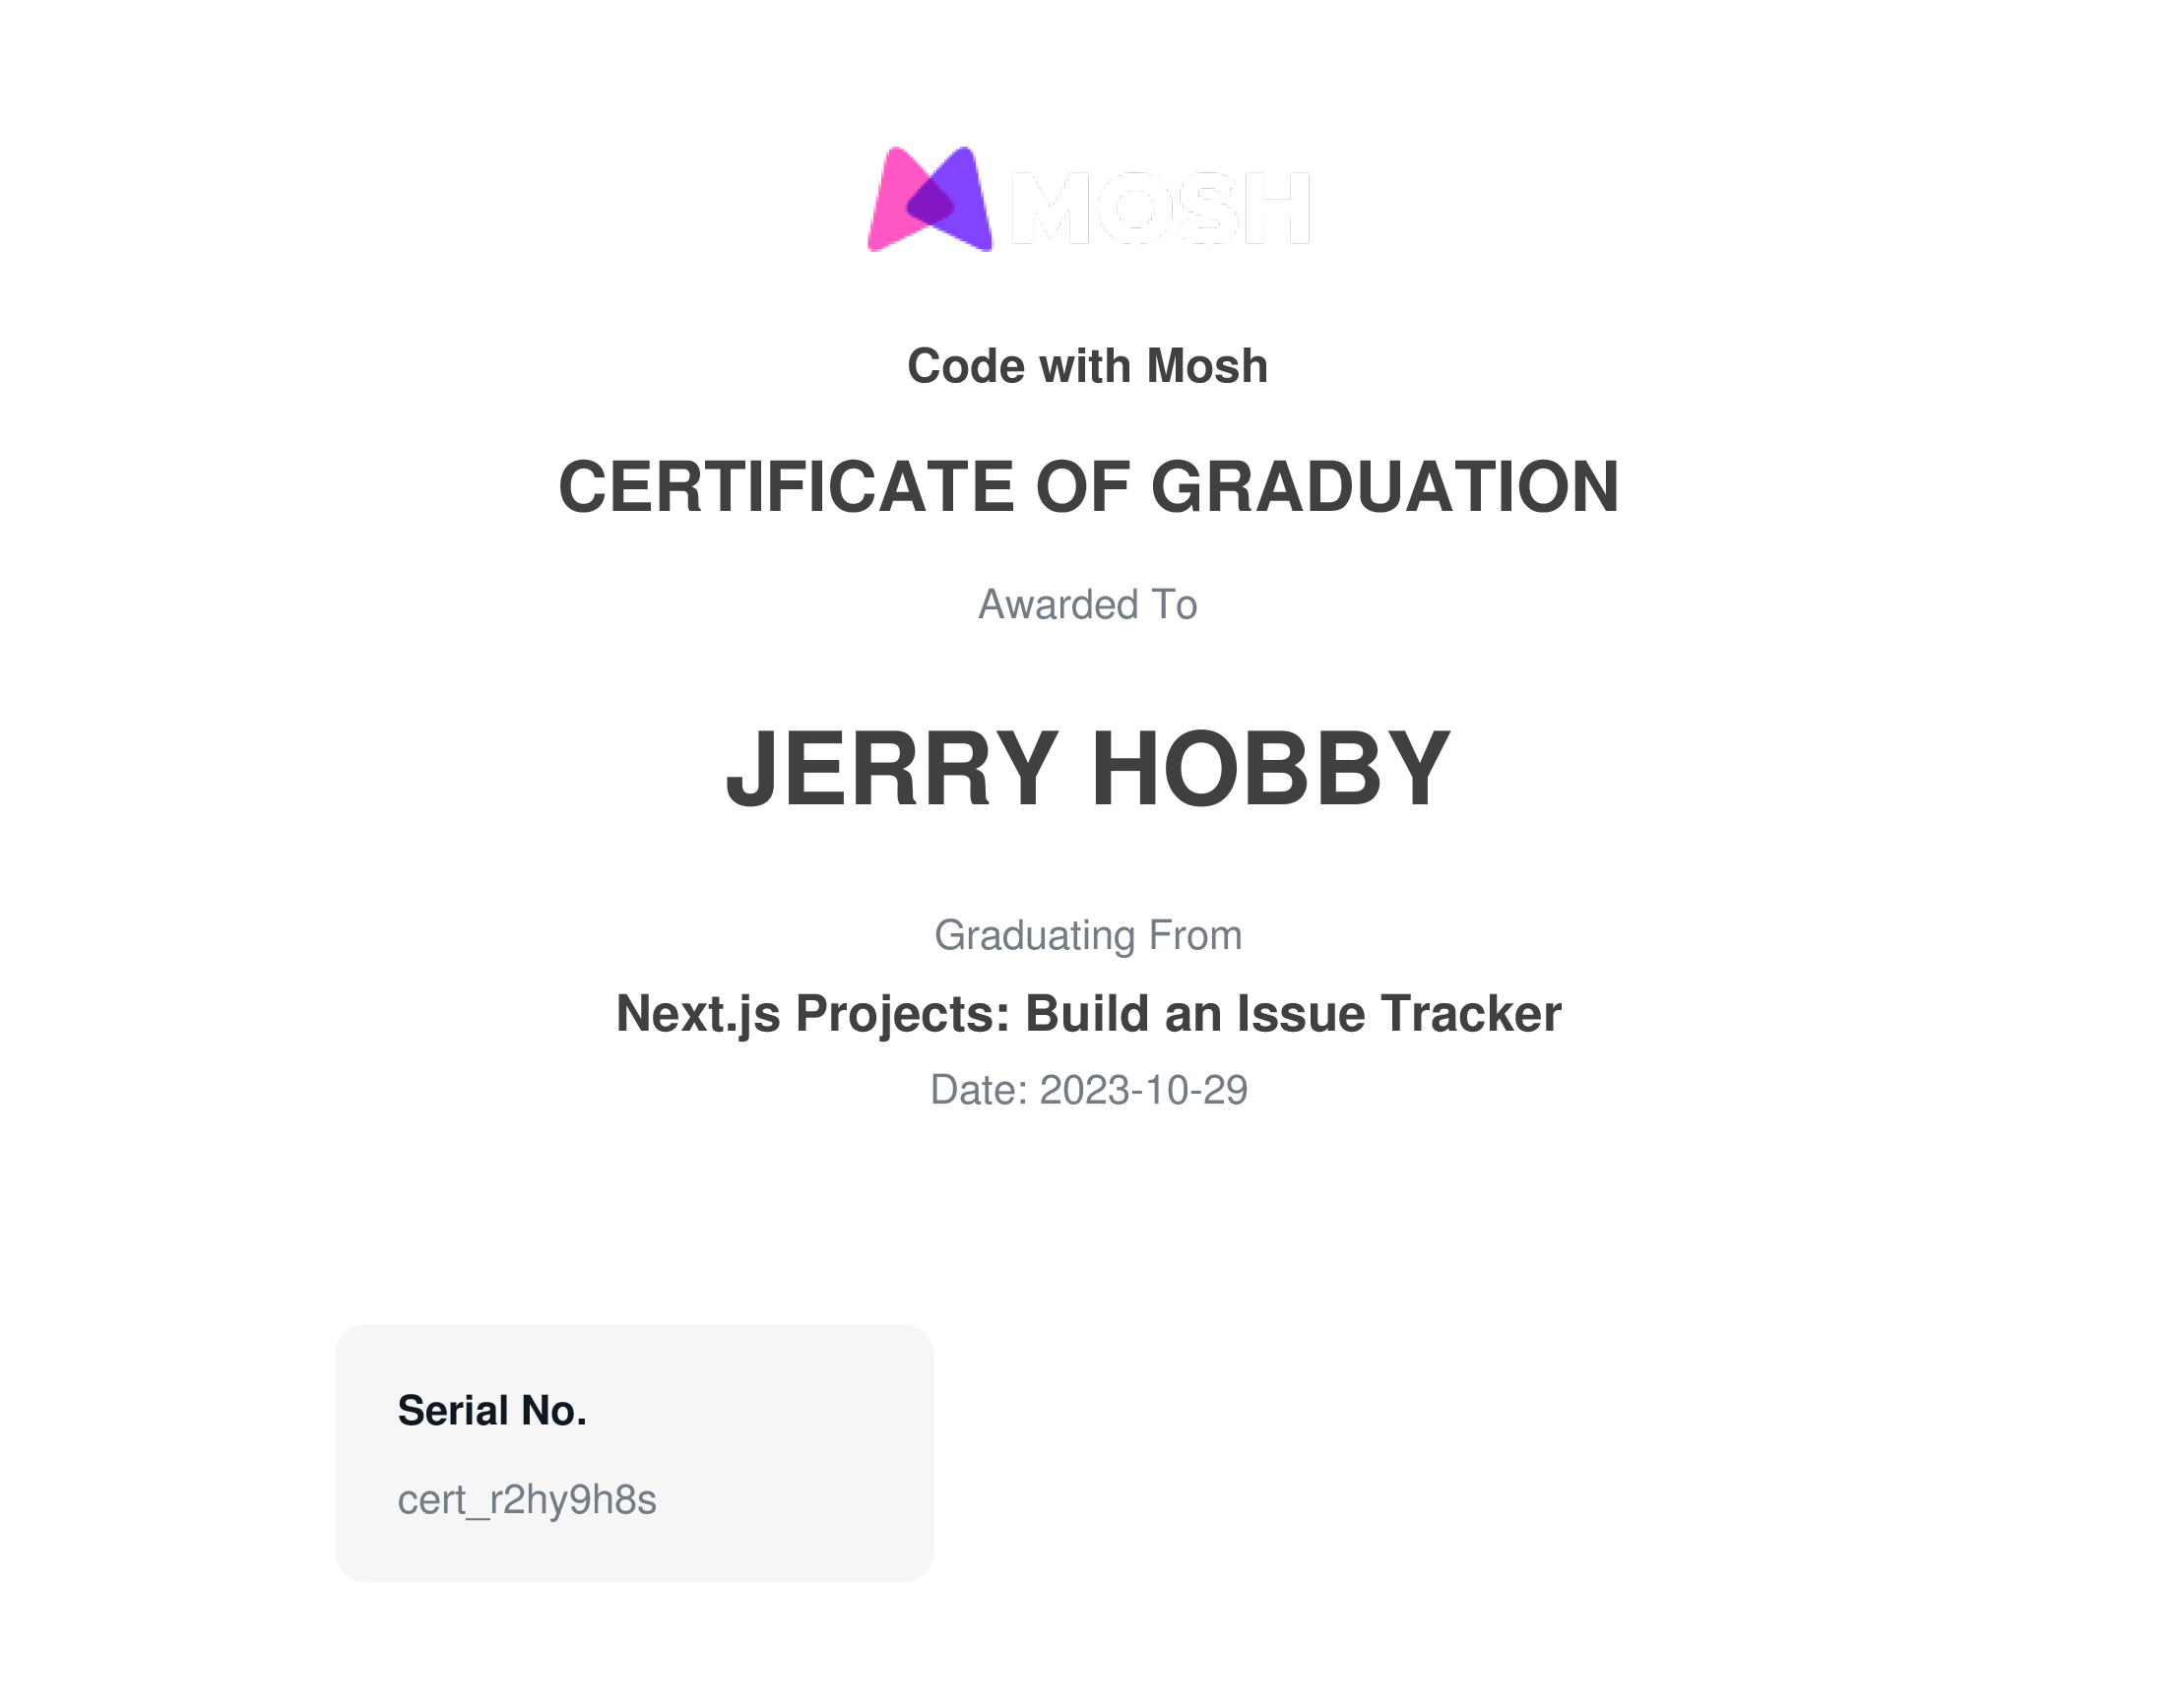 MOSH
Code with Mosh
CERTIFICATE OF GRADUATION
Awarded To
JERRY HOBBY
Graduating From
Next.js Projects: Build an Issue Tracker
Date: 2023-10-29
Serial No.
cert_r2hy9h8s